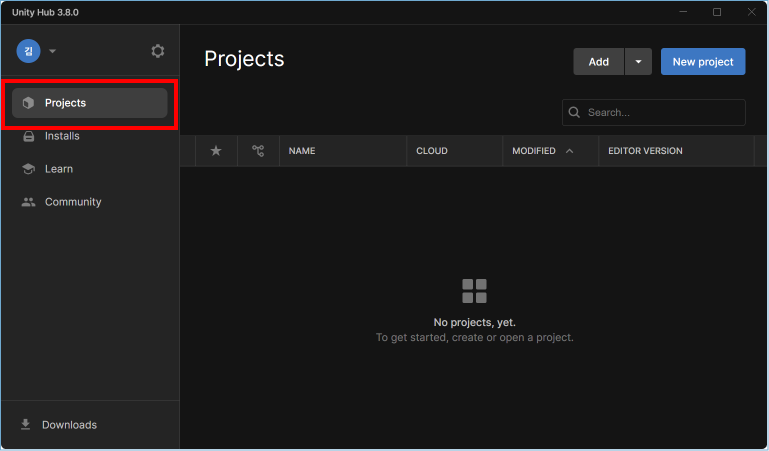 Unity Hub 3.8.0
김
Projects
Installs
Learn
Community
Downloads
Projects
Add
New project
Search...
NAME
CLOUD
MODIFIED
EDITOR VERSION
No projects, yet.
To get started, create or open a project.